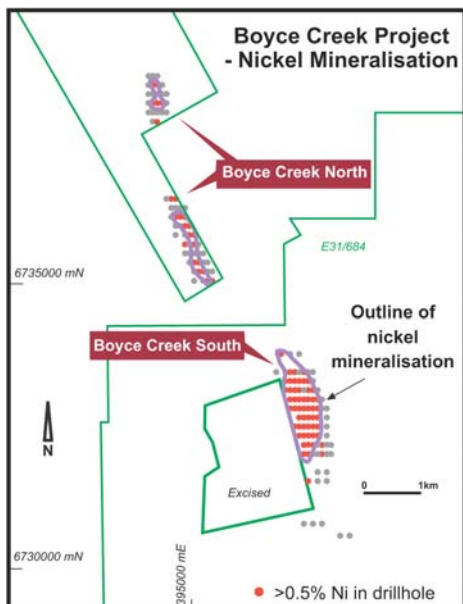 Boyce Creek Project
- Nickel Mineralisation
Boyce Creek North
E31/684
6735000 mN
Outline of
nickel
mineralisation
Boyce Creek South
N
Excised
0 1km
6730000 mN
395000 mE
>0.5% Ni in drillhole